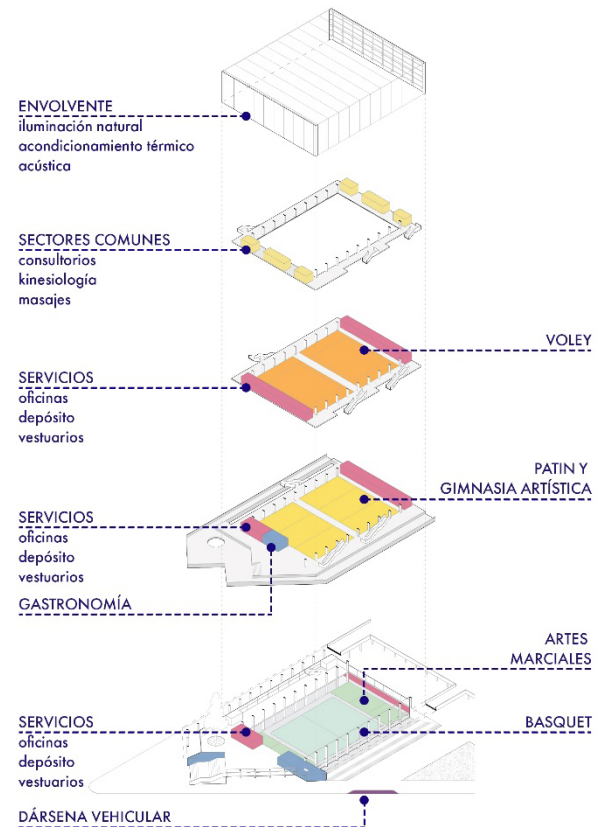 ENVOLVENTE
iluminación natural
acondicionamiento térmico
acústica
SECTORES COMUNES
consultorios
kinesiología
masajes
VOLEY
SERVICIOS
oficinas
depósito
vestuarios
PATIN Y
GIMNASIA ARTÍSTICA
SERVICIOS
oficinas
depósito
vestuarios
GASTRONOMÍA
ARTES
MARCIALES
SERVICIOS
oficinas
depósito
vestuarios
BASQUET
DÁRSENA VEHICULAR